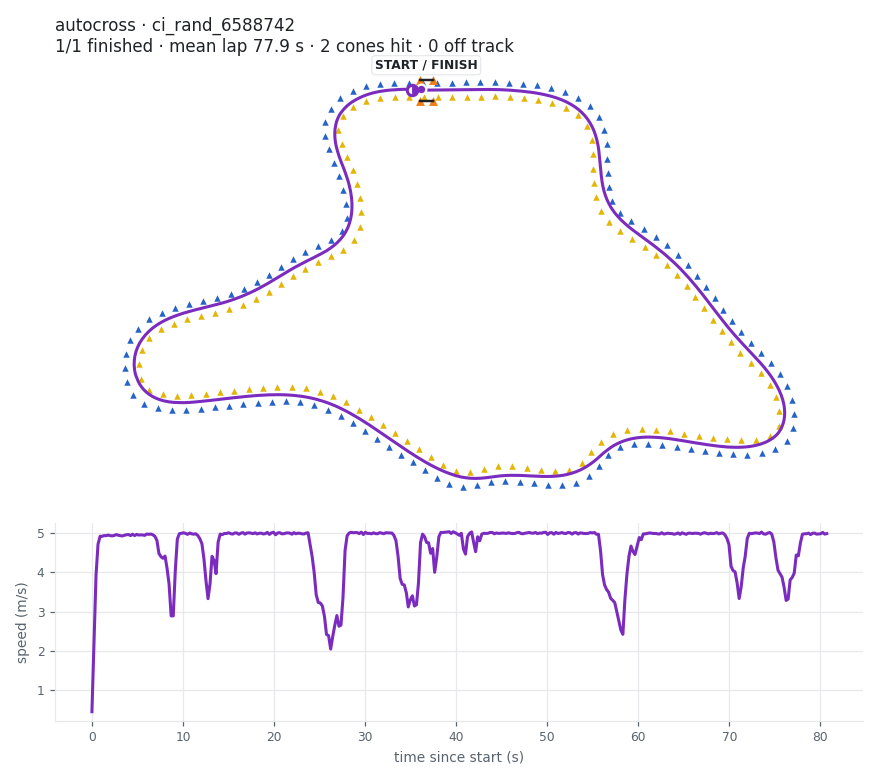 autocross · ci_rand_6588742
1/1 finished · mean lap 77.9 s · 2 cones hit · 0 off track
START / FINISH
5
4
3
2
1
speed (m/s)
0 10 20 30 40 50 60 70 80
time since start (s)